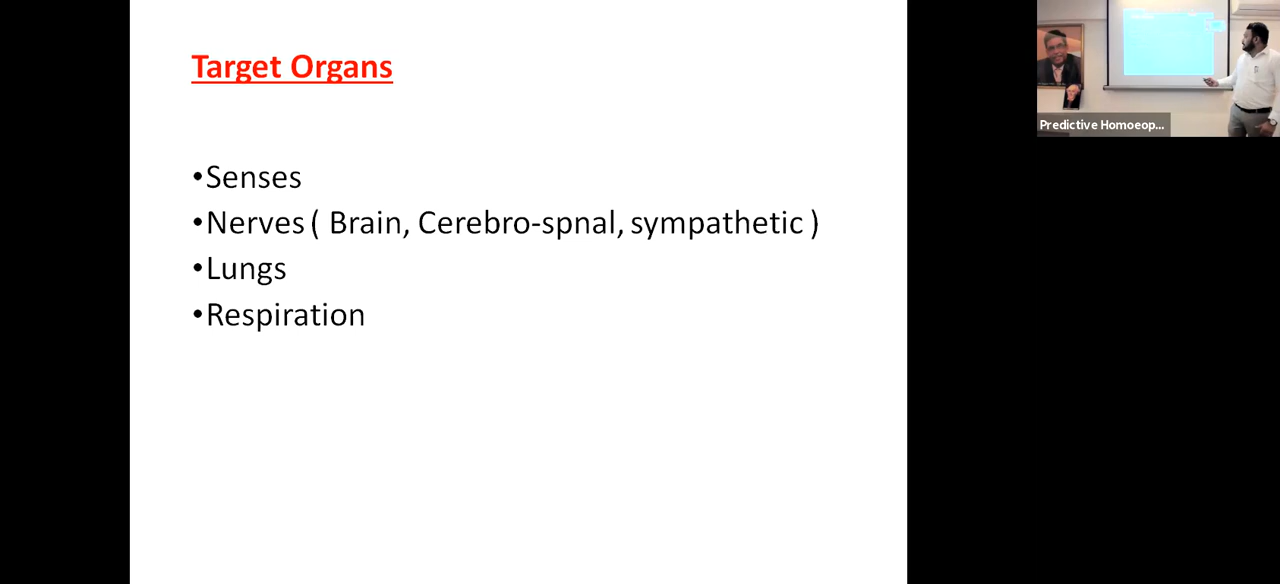 Target Organs
•Senses
•Nerves ( Brain, Cerebro-spnal, sympathetic )
•Lungs
•Respiration
Predictive Homoeop...